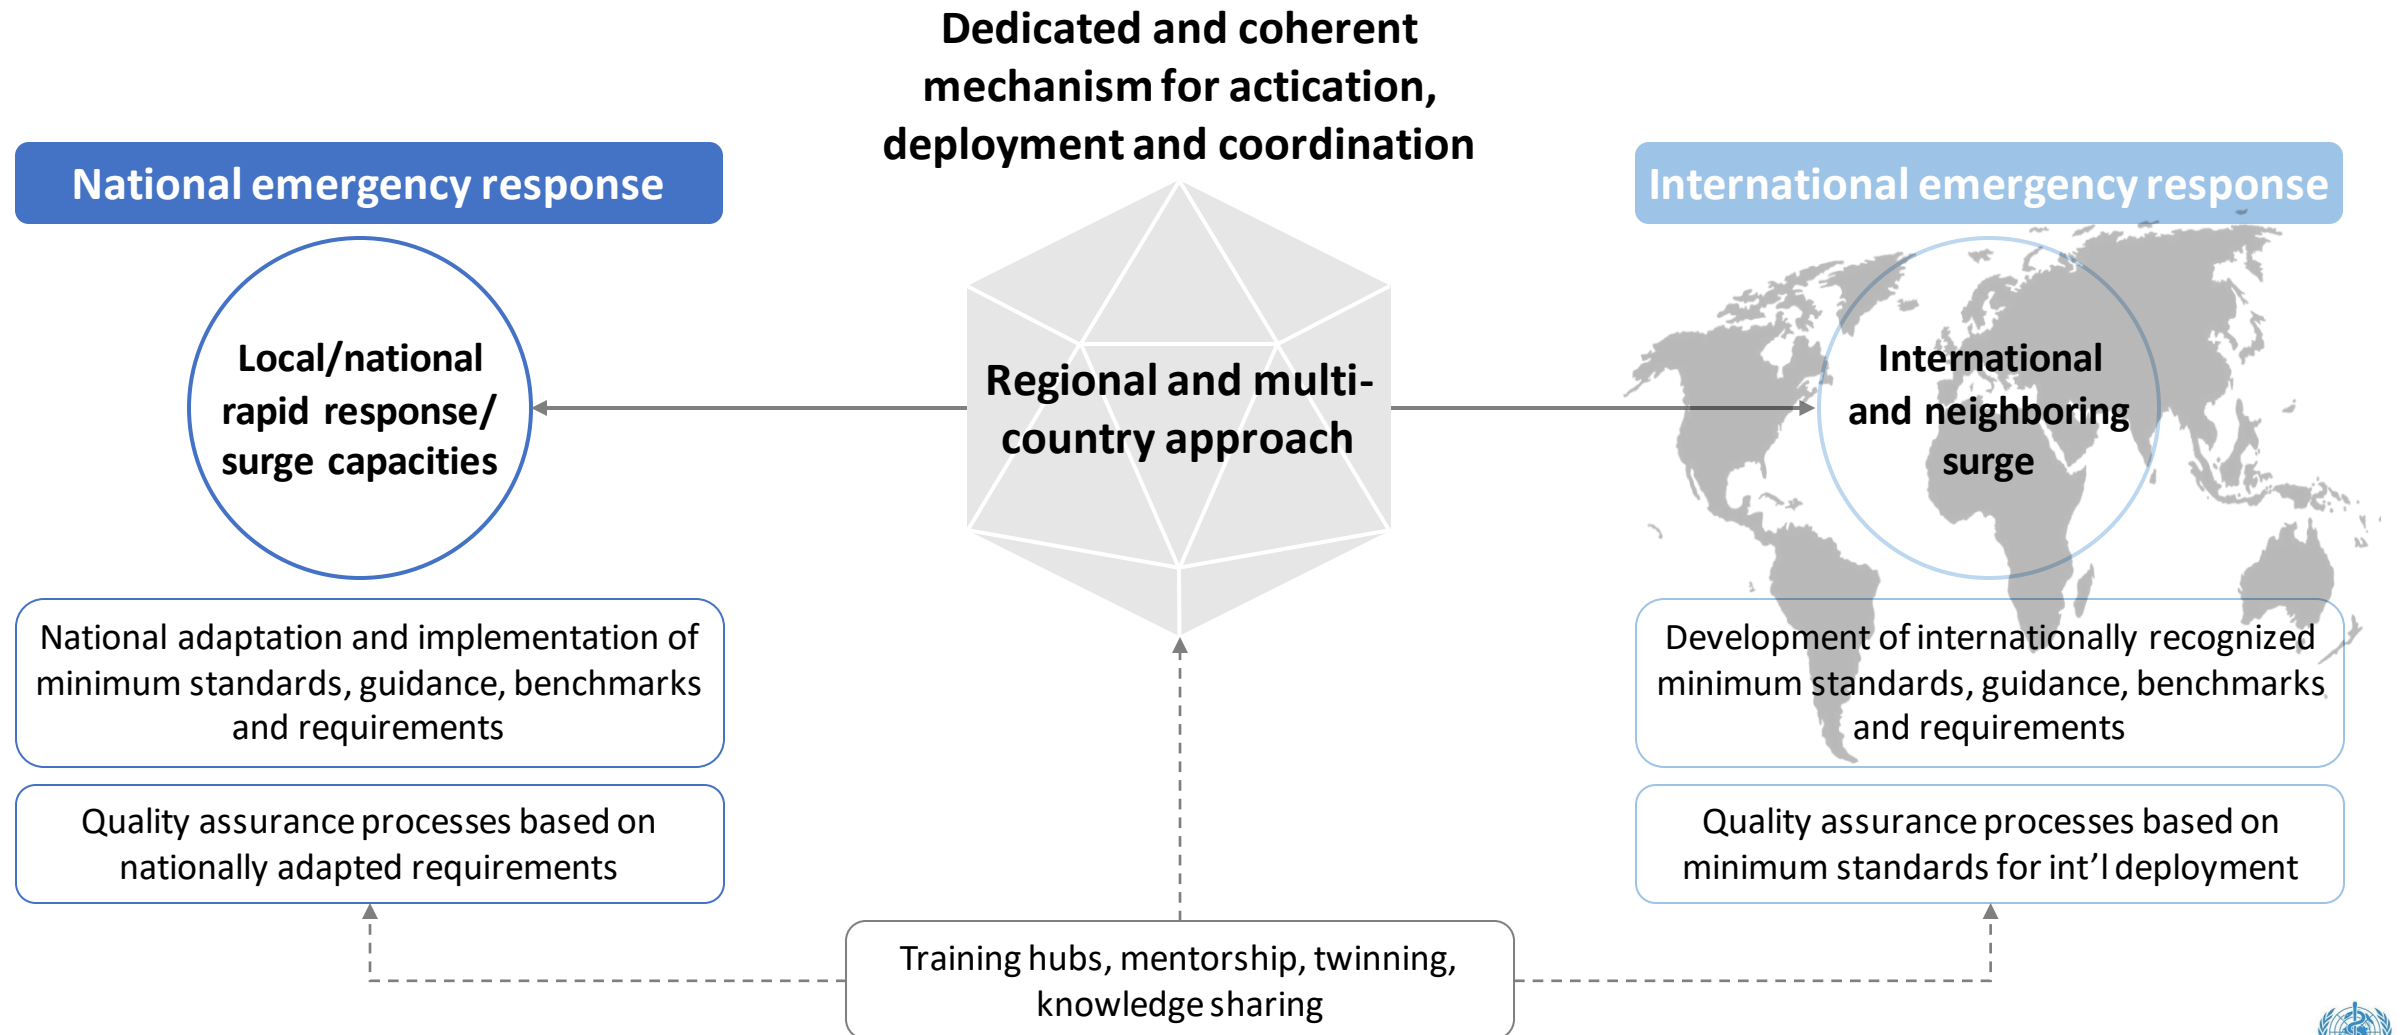 Dedicated and coherent
mechanism for actication,
deployment and coordination
National emergency response
International emergency response
Local/national
rapid response/
surge capacities
Regional and multi-
country approach
International
and neighboring
surge
National adaptation and implementation of
minimum standards, guidance, benchmarks
and requirements
Development of internationally recognized
minimum standards, guidance, benchmarks
and requirements
Quality assurance processes based on
nationally adapted requirements
Quality assurance processes based on
minimum standards for int’l deployment
Training hubs, mentorship, twinning,
knowledge sharing